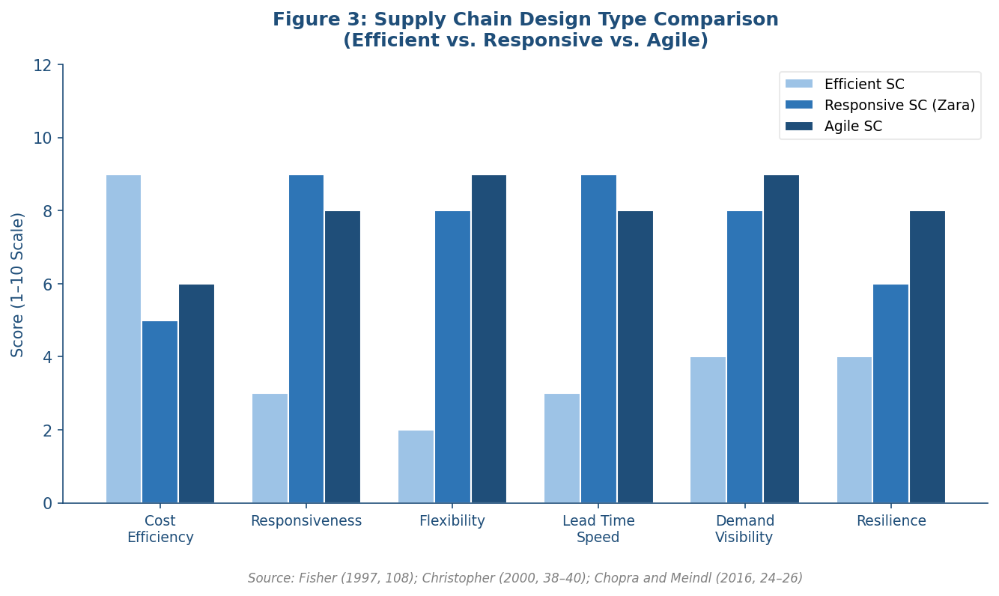 Figure 3: Supply Chain Design Type Comparison
(Efficient vs. Responsive vs. Agile)
Efficient SC
Responsive SC (Zara)
Agile SC
Score (1–10 Scale)
12
10
8
6
4
2
0
Cost
Efficiency
Responsiveness
Flexibility
Lead Time
Speed
Demand
Visibility
Resilience
Source: Fisher (1997, 108); Christopher (2000, 38–40); Chopra and Meindl (2016, 24–26)